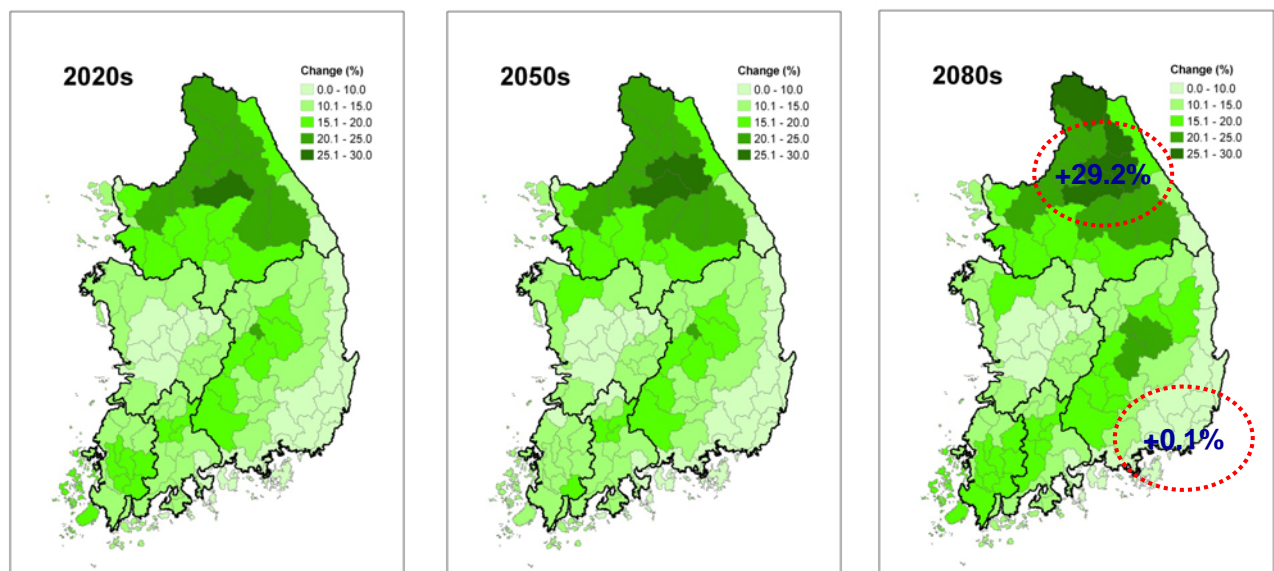 2020s
Change (%)
0.0 - 10.0
10.1 - 15.0
15.1 - 20.0
20.1 - 25.0
25.1 - 30.0
2050s
Change (%)
0.0 - 10.0
10.1 - 15.0
15.1 - 20.0
20.1 - 25.0
25.1 - 30.0
2080s
Change (%)
0.0 - 10.0
10.1 - 15.0
15.1 - 20.0
20.1 - 25.0
25.1 - 30.0
+29.2%
+0.1%